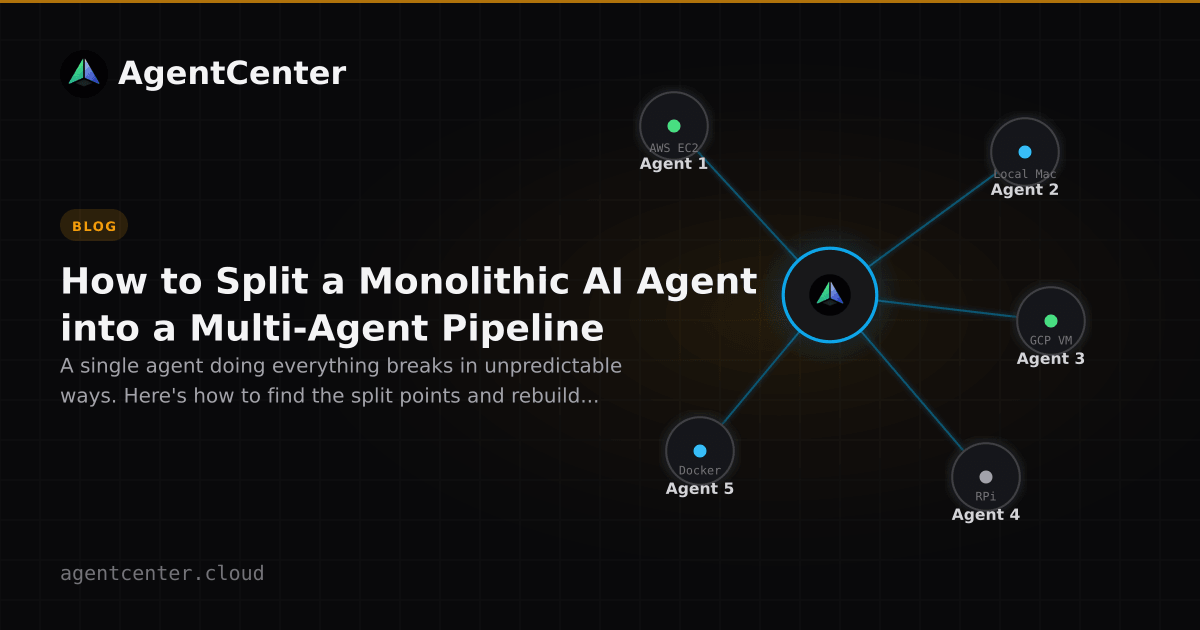 AgentCenter
BLOG
How to Split a Monolithic AI Agent
into a Multi-Agent Pipeline
A single agent doing everything breaks in unpredictable
ways. Here's how to find the split points and rebuild...
agentcenter.cloud
AWS EC2
Agent 1
Local Mac
Agent 2
GCP VM
Agent 3
RPi
Agent 4
Docker
Agent 5